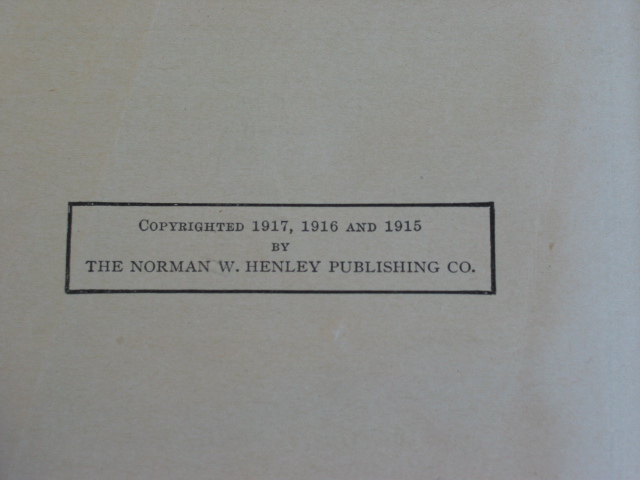 COPYRIGHTED 1917, 1916 AND 1915
BY
THE NORMAN W. HENLEY PUBLISHING CO.